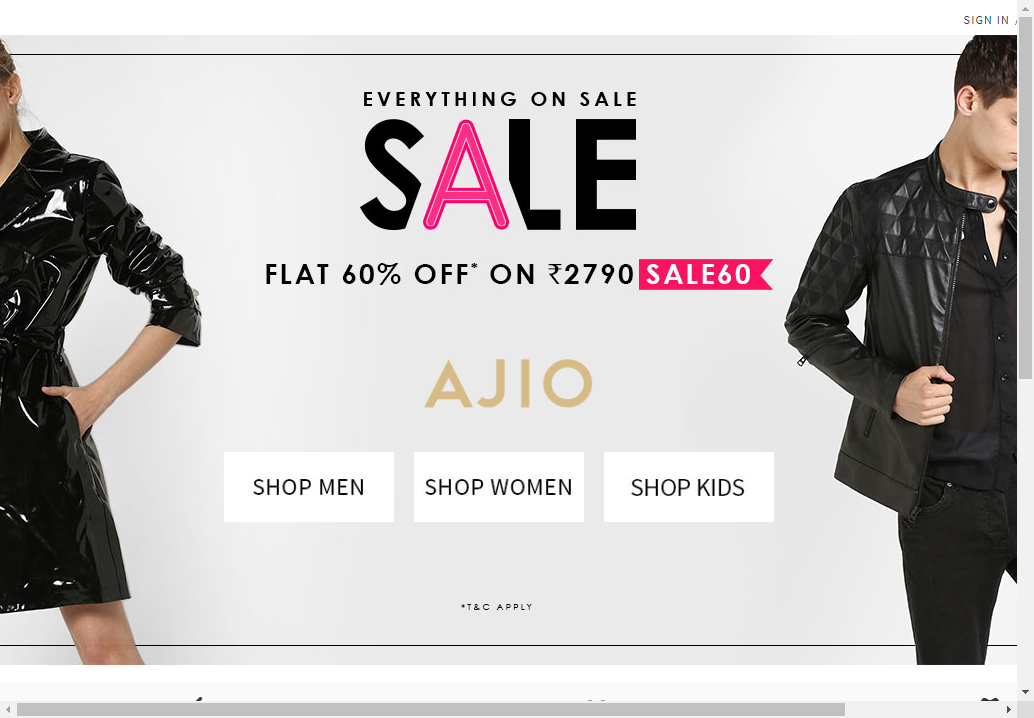 SIGN IN /
EVERYTHING ON SALE
SALE
FLAT 60% OFF* ON ₹2790 SALE60
AJIO
SHOP MEN
SHOP WOMEN
SHOP KIDS
*T&C APPLY